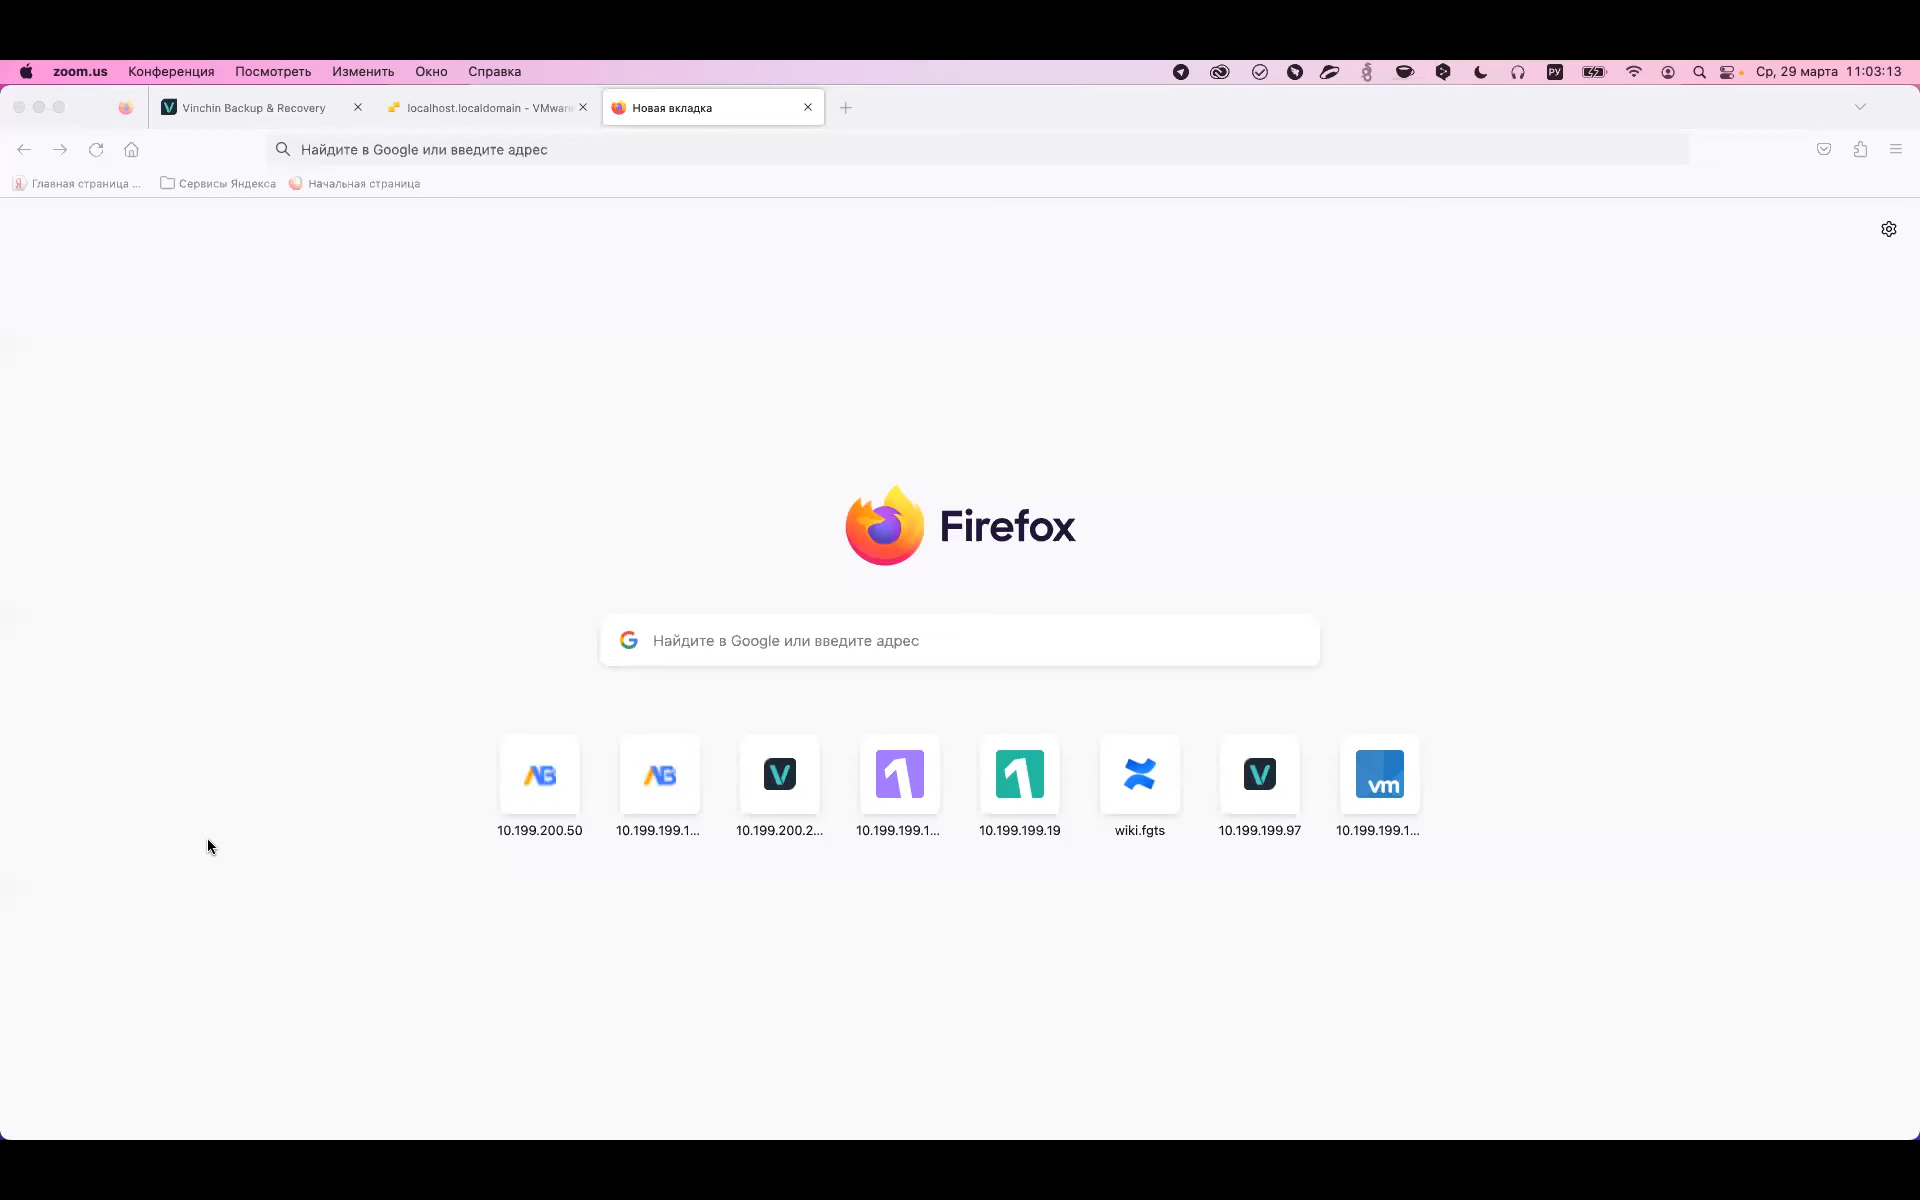 zoom.us Конференция Посмотреть Изменить Окно Справка РУ Ср, 29 марта 11:03:13
Vinchin Backup & Recovery localhost.localdomain - VMware Новая вкладка
Найдите в Google или введите адрес
Главная страница ... Сервисы Яндекса Начальная страница
Firefox
Найдите в Google или введите адрес
vm
10.199.200.50 10.199.199.1... 10.199.200.2... 10.199.199.1... 10.199.199.19 wiki.fgts 10.199.199.97 10.199.199.1...